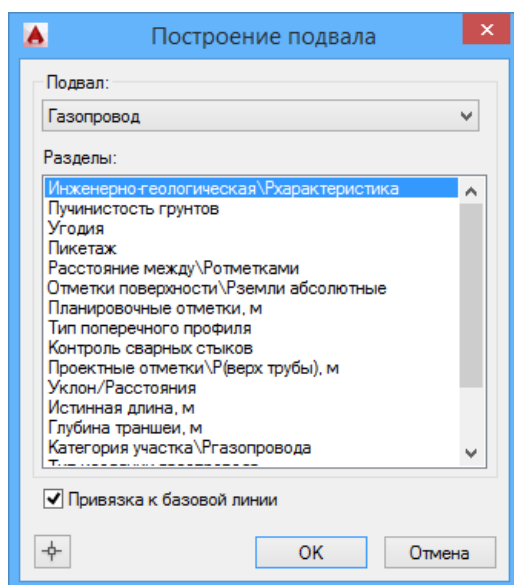 Построение подвала
Подвал:
Газопровод
Разделы:
Инженерно-геологическая\Pхарактеристика
Пучинистость грунтов
Угодия
Пикетаж
Расстояние между\Pотметками
Отметки поверхности\Pземли абсолютные
Планировочные отметки, м
Тип поперечного профиля
Контроль сварных стыков
Проектные отметки\P(верх трубы), м
Уклон/Расстояния
Истинная длина, м
Глубина траншеи, м
Категория участка\Pгазопровода
Привязка к базовой линии
OK
Отмена